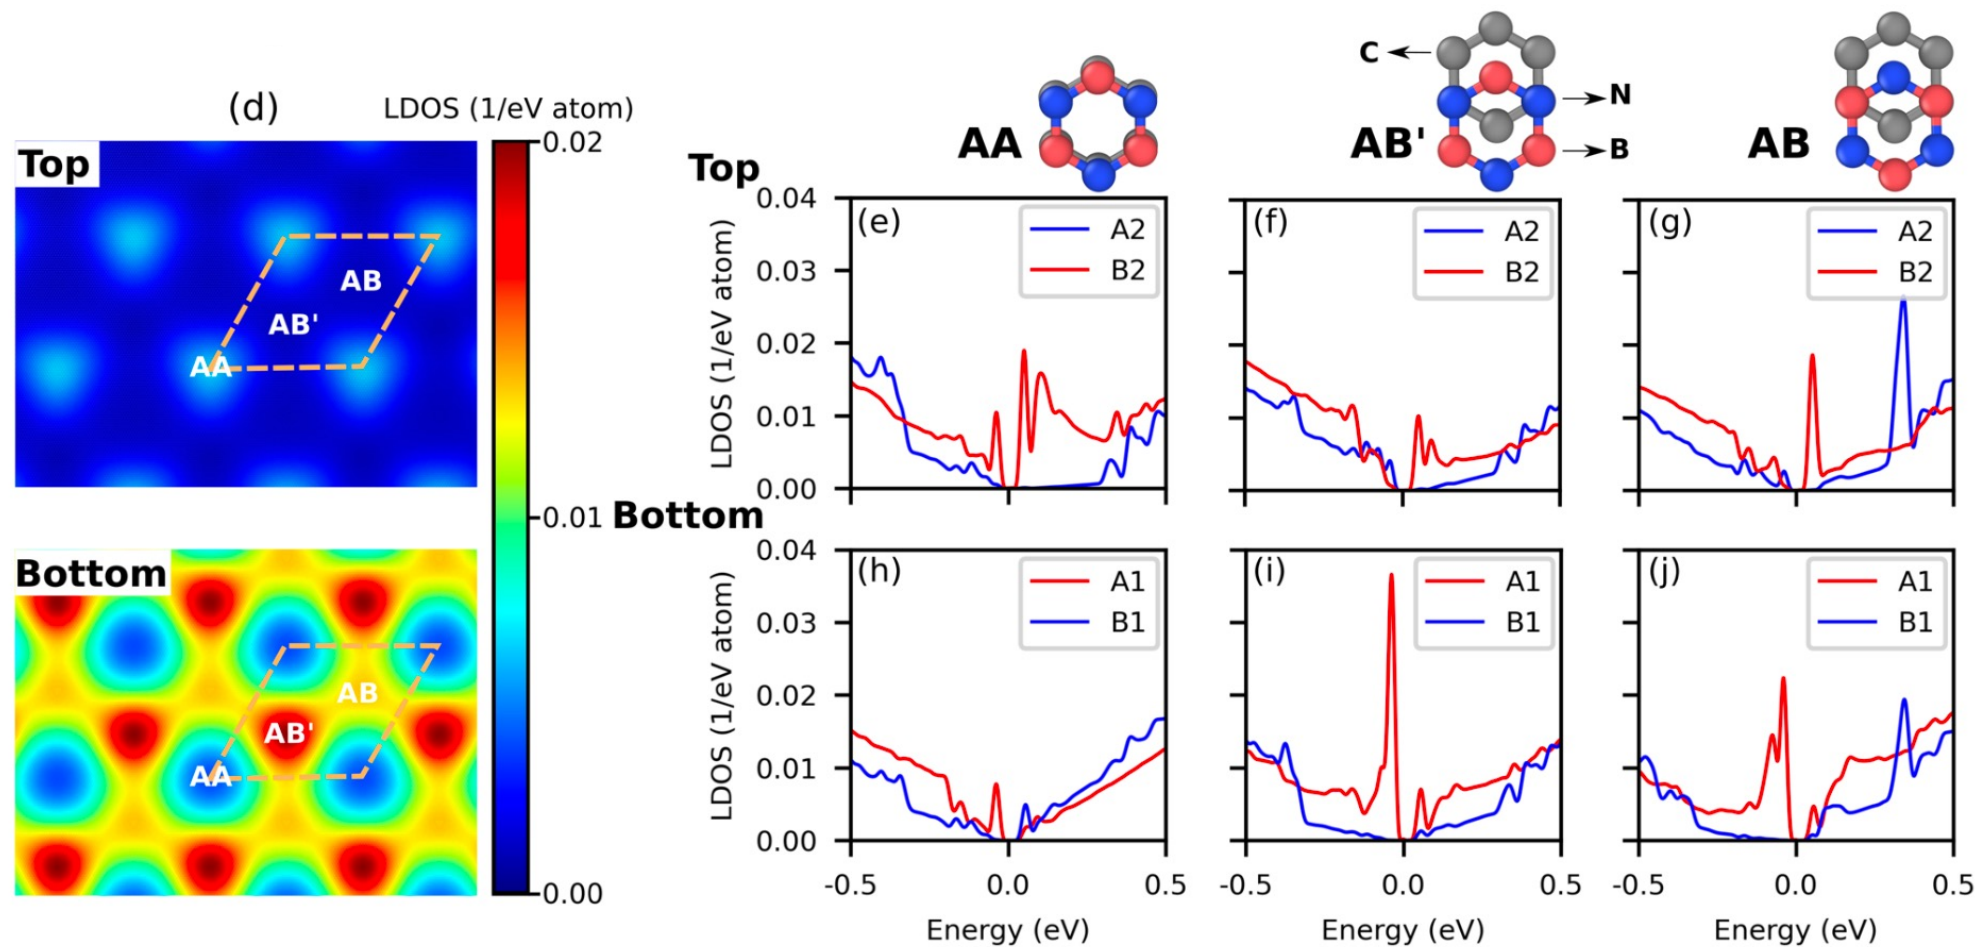 (d)
LDOS (1/eV atom)
Top
AB
AB'
AA
0.02
0.01
0.00
Bottom
AB
AB'
AA
AA
C
N
B
AB'
AB
Top
LDOS (1/eV atom)
0.04
0.03
0.02
0.01
0.00
(e)
A2
B2
(f)
A2
B2
(g)
A2
B2
Bottom
LDOS (1/eV atom)
0.04
0.03
0.02
0.01
0.00
(h)
A1
B1
(i)
A1
B1
(j)
A1
B1
-0.5 0.0 0.5
-0.5 0.0 0.5
-0.5 0.0 0.5
Energy (eV)
Energy (eV)
Energy (eV)